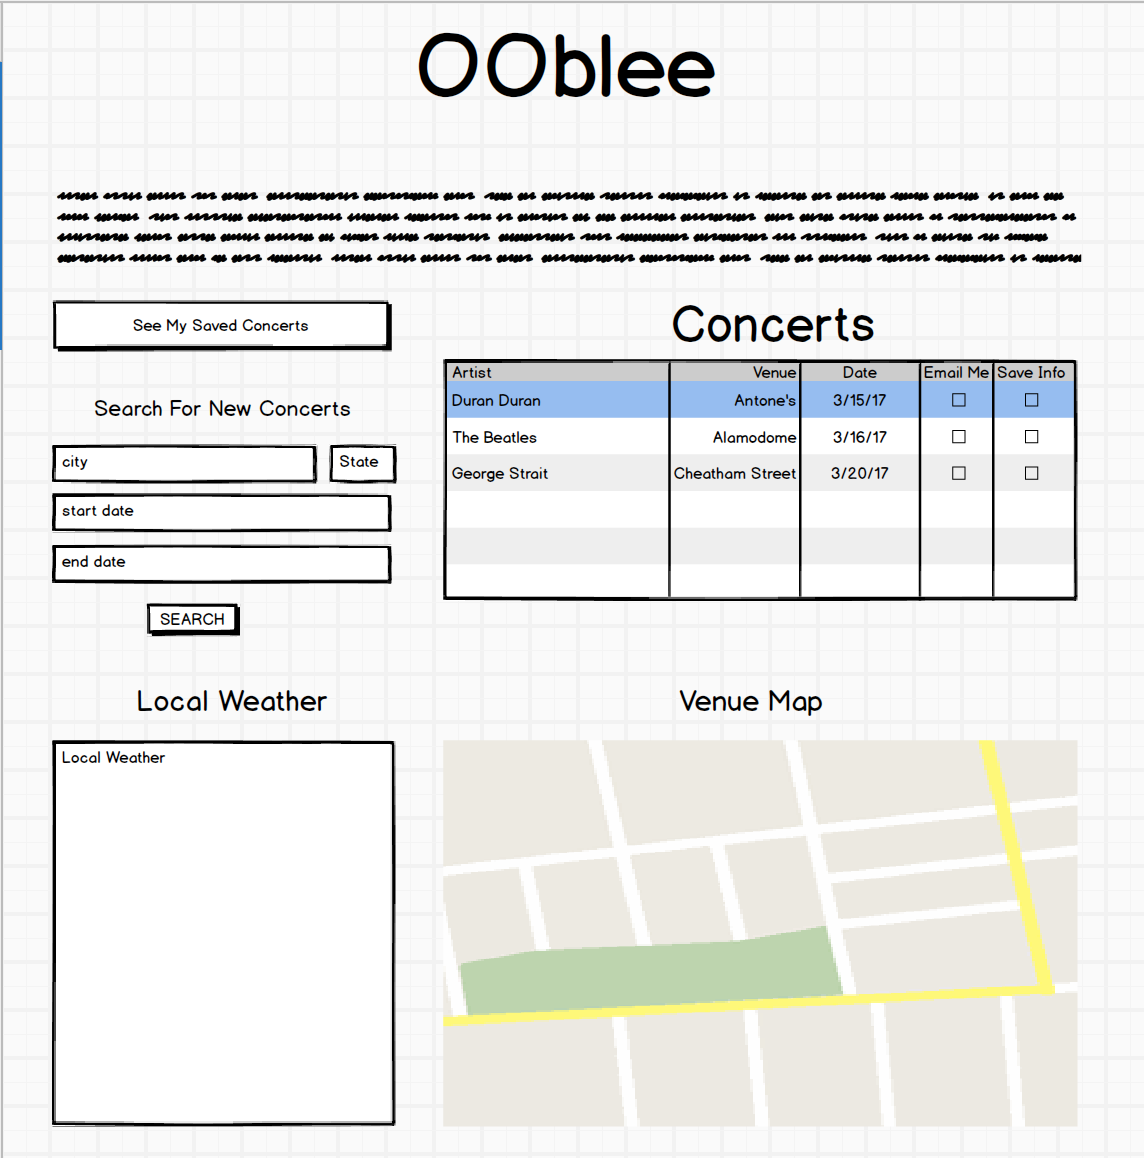 OOblee
See My Saved Concerts
Concerts
Artist Venue Date Email Me Save Info
Duran Duran Antone's 3/15/17
The Beatles Alamodome 3/16/17
George Strait Cheatham Street 3/20/17
Search For New Concerts
city State
start date
end date
SEARCH
Local Weather
Local Weather
Venue Map